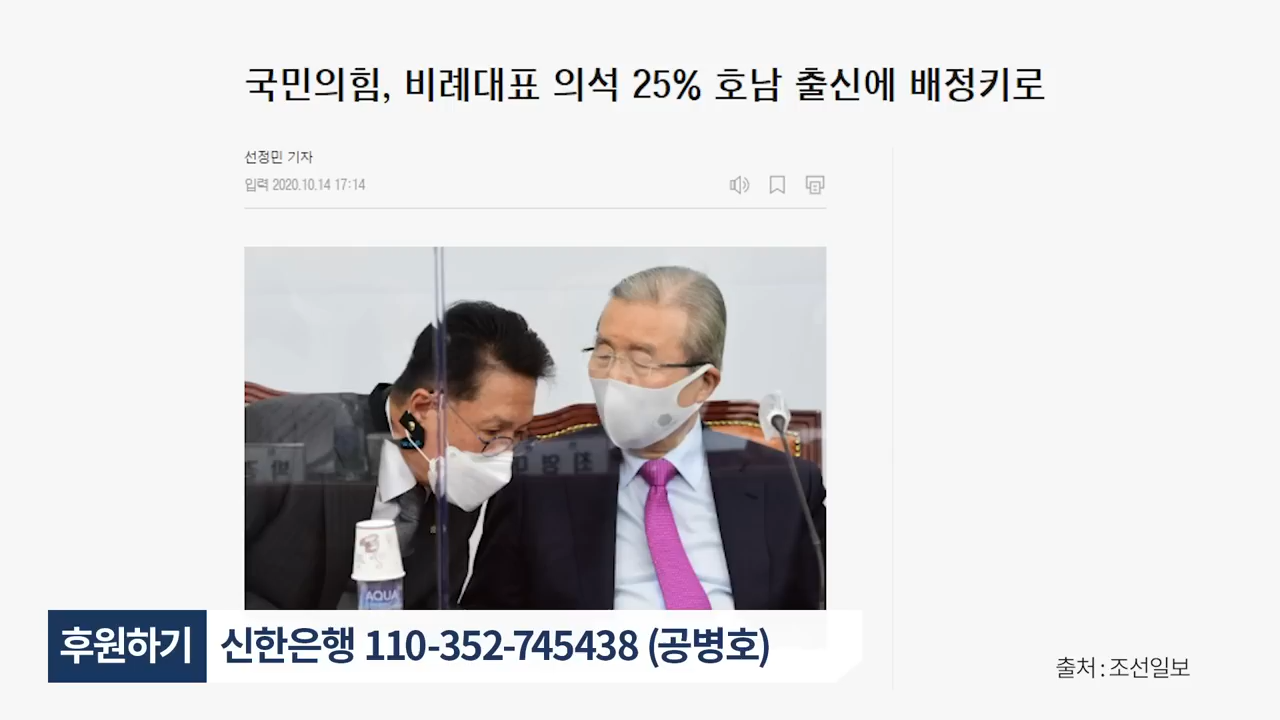 국민의힘, 비례대표 의석 25% 호남 출신에 배정키로
선정민 기자
입력 2020.10.14 17:14
AQUA
후원하기 신한은행 110-352-745438 (공병호)
출처 : 조선일보